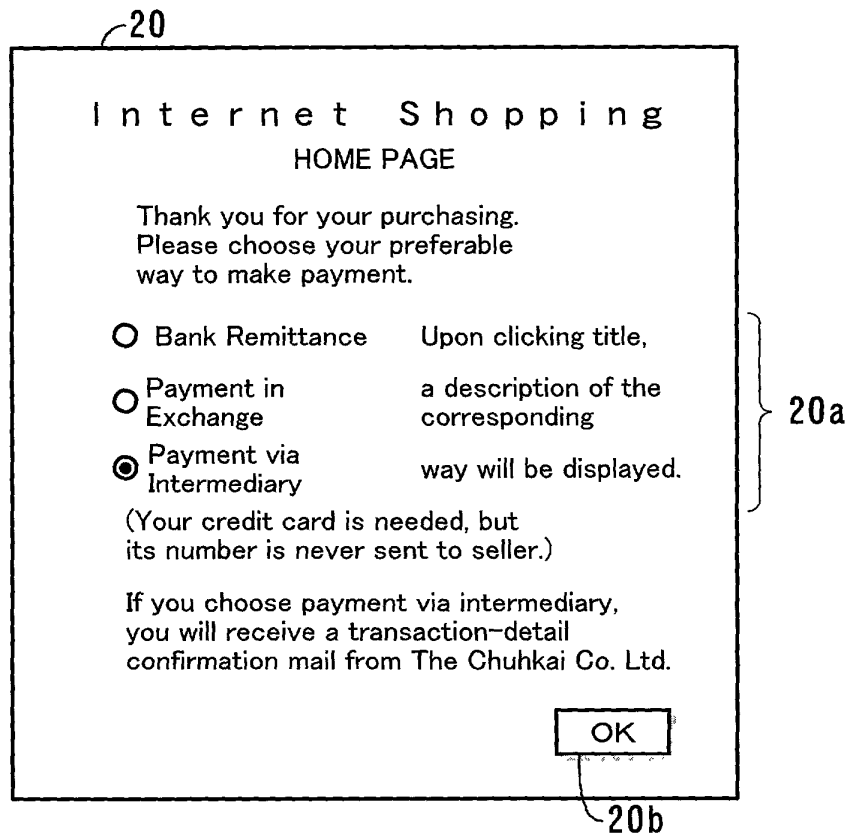 20
Internet Shopping
HOME PAGE
Thank you for your purchasing.
Please choose your preferable
way to make payment.
Bank Remittance Upon clicking title,
Payment in a description of the
Exchange corresponding
20a
Payment via
Intermediary way will be displayed.
(Your credit card is needed, but
its number is never sent to seller.)
If you choose payment via intermediary,
you will receive a transaction-detail
confirmation mail from The Chuhkai Co. Ltd.
OK
20b